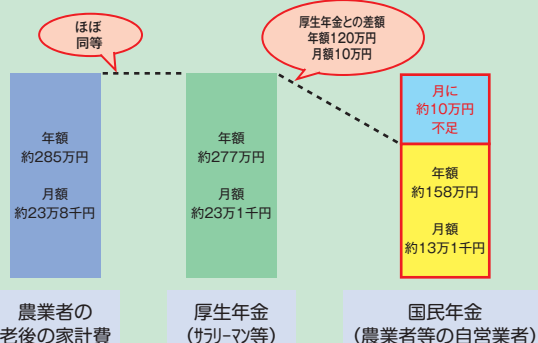 ほぼ
同等
厚生年金との差額
年額120万円
月額10万円
年額
約285万円
月額
約23万8千円
年額
約277万円
月額
約23万1千円
月に
約10万円
不足
年額
約158万円
月額
約13万1千円
農業者の
老後の家計費
厚生年金
(ｻﾗﾘｰﾏﾝ等)
国民年金
(農業者等の自営業者)